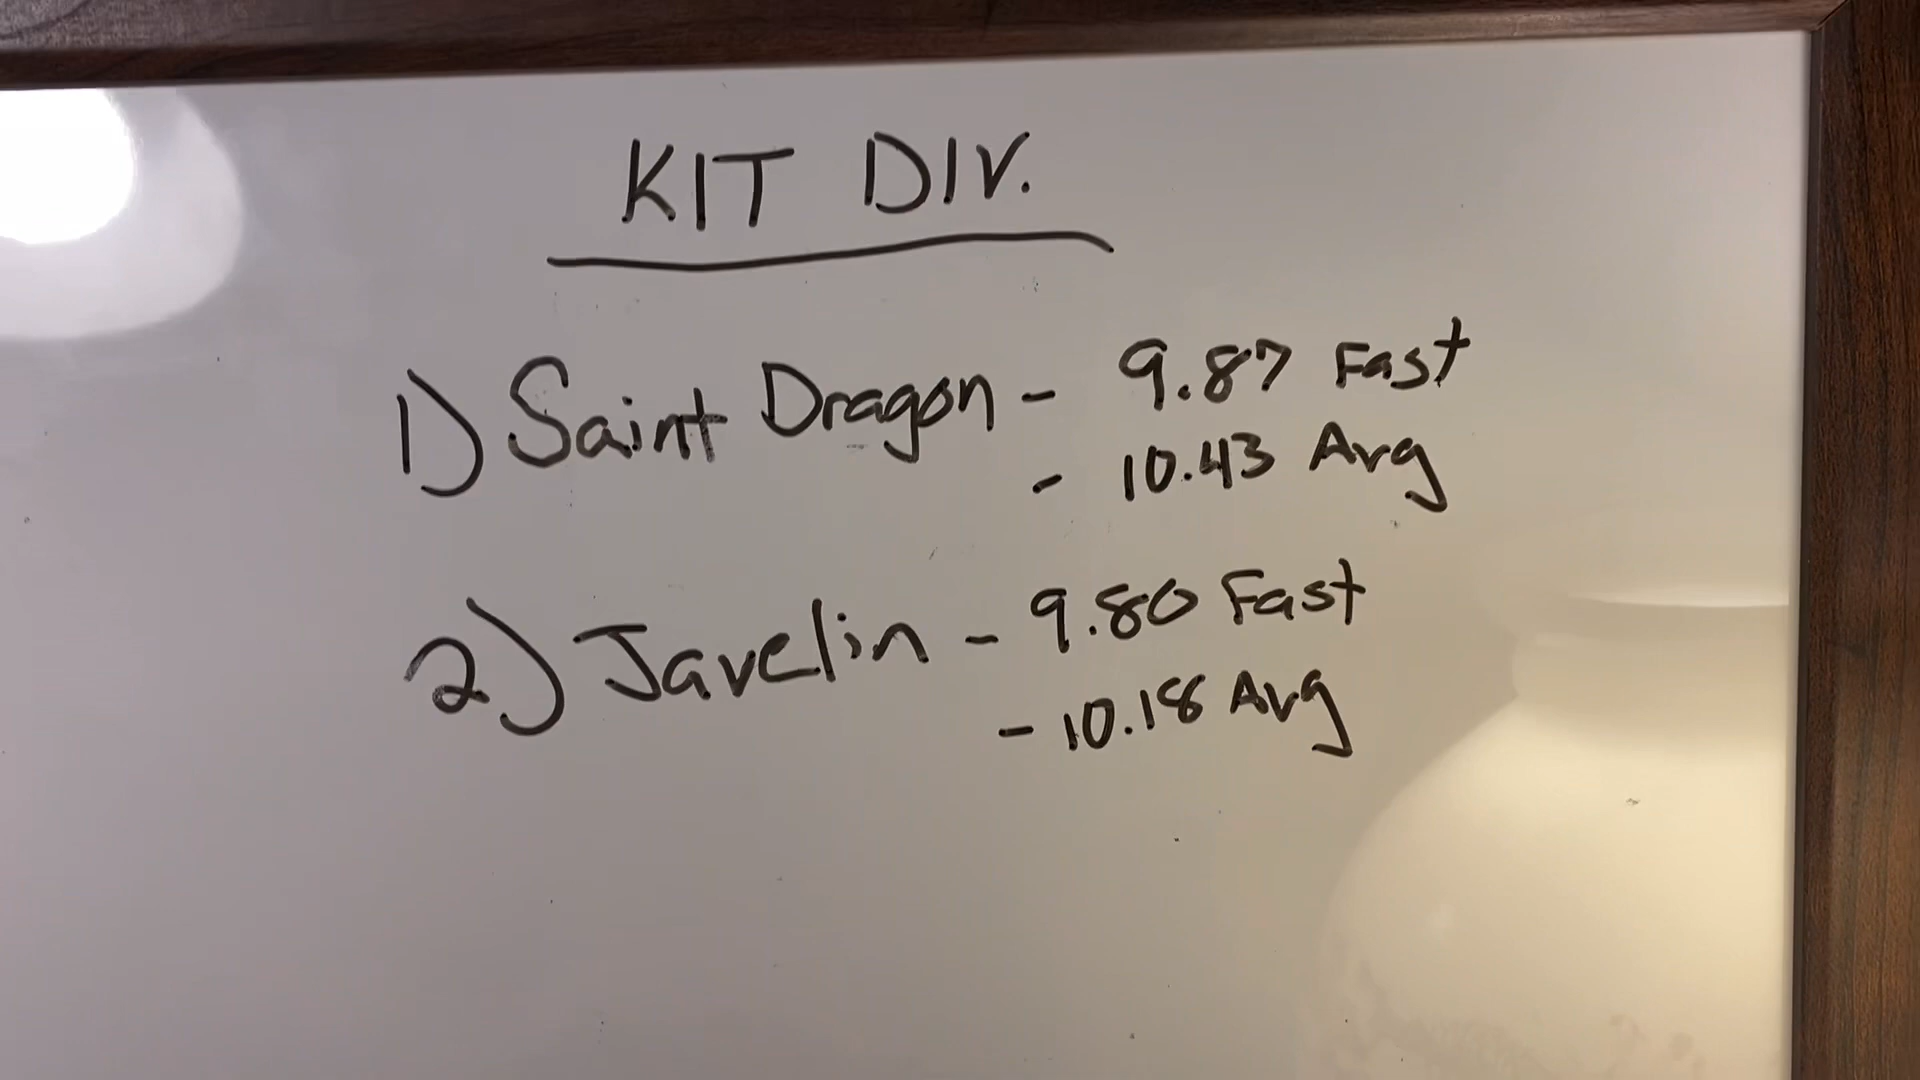 KIT DIV.
1) Saint Dragon - 9.87 Fast
- 10.43 Avg
2) Javelin - 9.80 Fast
- 10.18 Avg